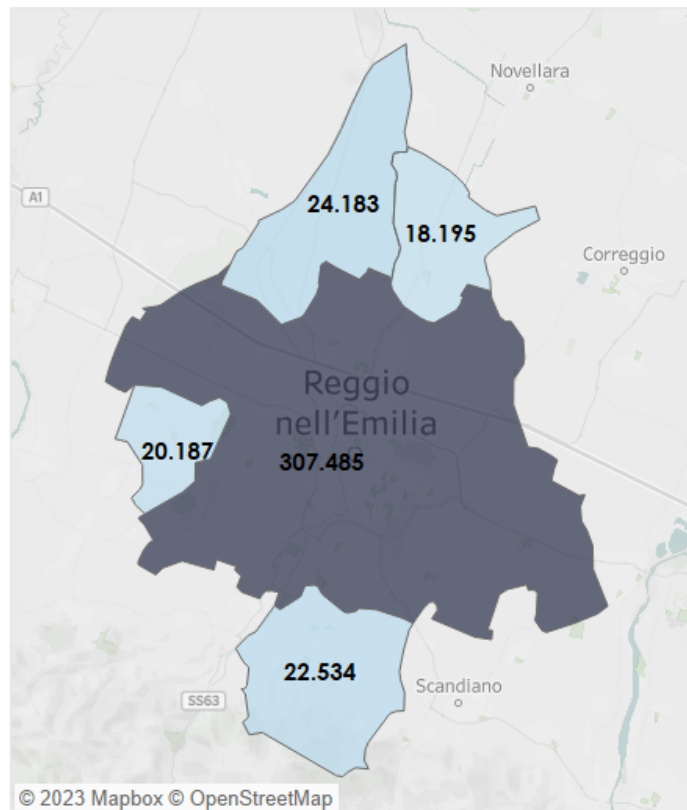 Novellara
A1
24.183
18.195
Correggio
Reggio
nell'Emilia
20.187
307.485
22.534
Scandiano
SS63
© 2023 Mapbox © OpenStreetMap